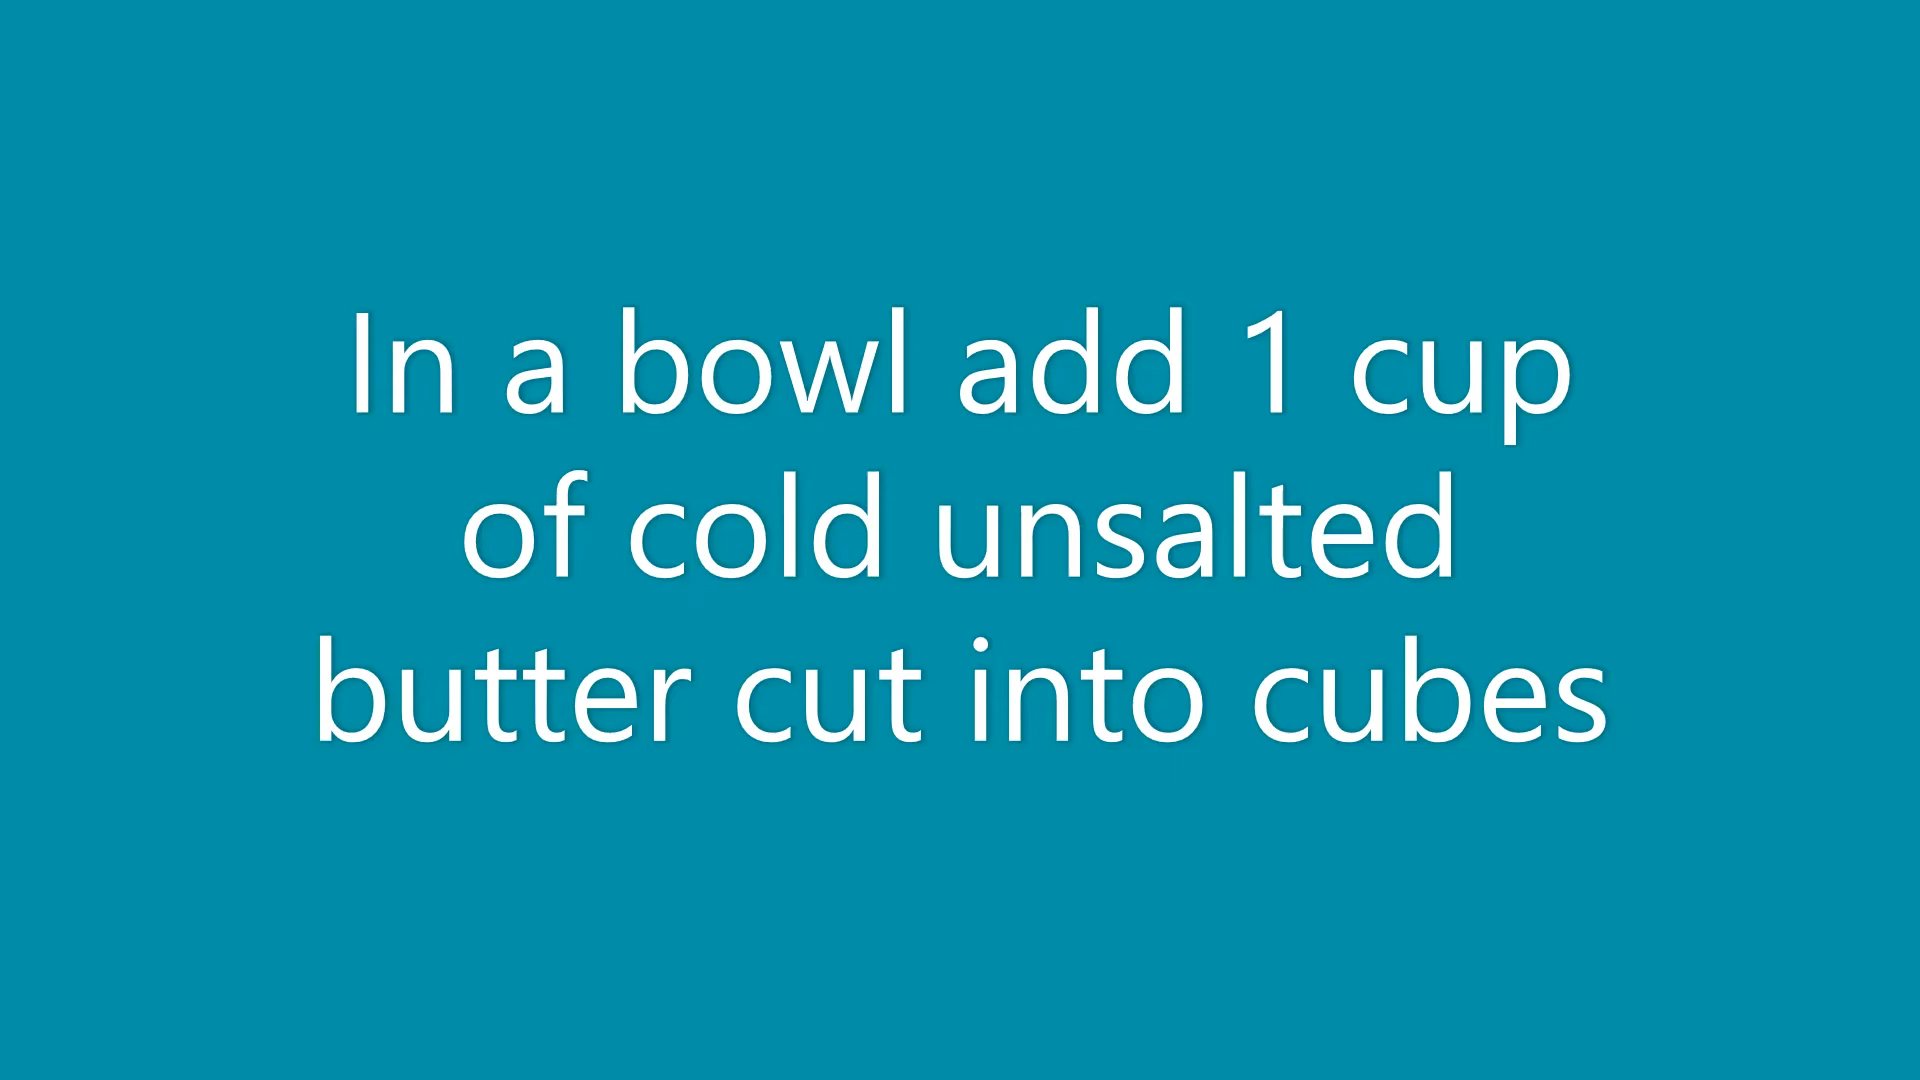 In a bowl add 1 cup
of cold unsalted
butter cut into cubes